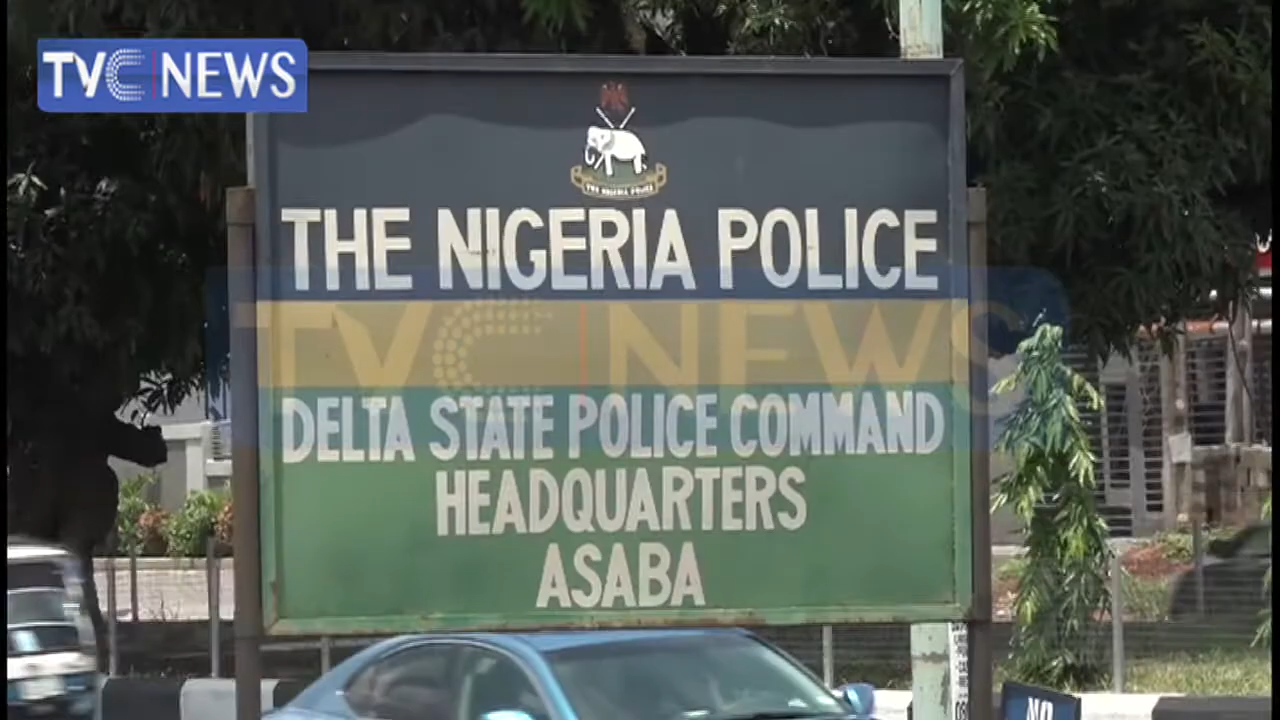 TVC NEWS
THE NIGERIA POLICE
THE NIGERIA POLICE
TVC NEWS
DELTA STATE POLICE COMMAND
HEADQUARTERS
ASABA
NO